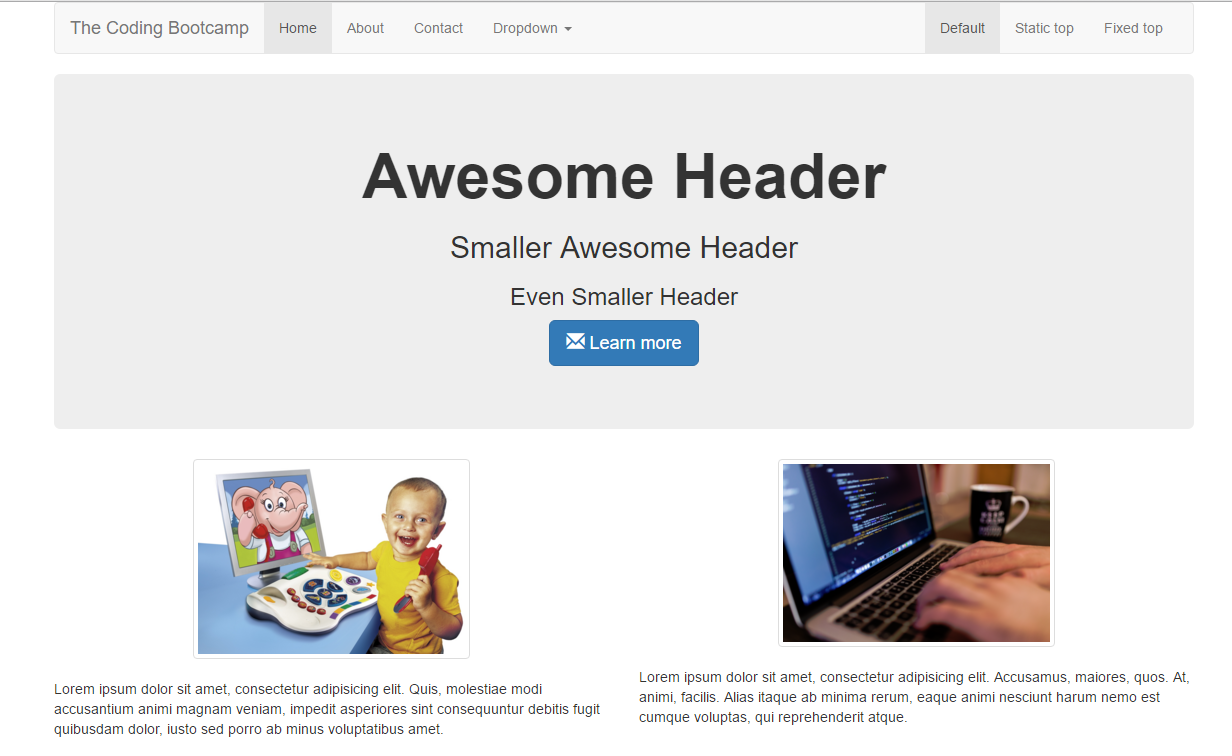 The Coding Bootcamp Home About Contact Dropdown Default Static top Fixed top
Awesome Header
Smaller Awesome Header
Even Smaller Header
Learn more
KEEP
CALM
Lorem ipsum dolor sit amet, consectetur adipisicing elit. Quis, molestiae modi
accusantium animi magnam veniam, impedit asperiores sint consequuntur debitis fugit
quibusdam dolor, iusto sed porro ab minus voluptatibus amet.
Lorem ipsum dolor sit amet, consectetur adipisicing elit. Accusamus, maiores, quos. At,
animi, facilis. Alias itaque ab minima rerum, eaque animi nesciunt harum nemo est
cumque voluptas, qui reprehenderit atque.